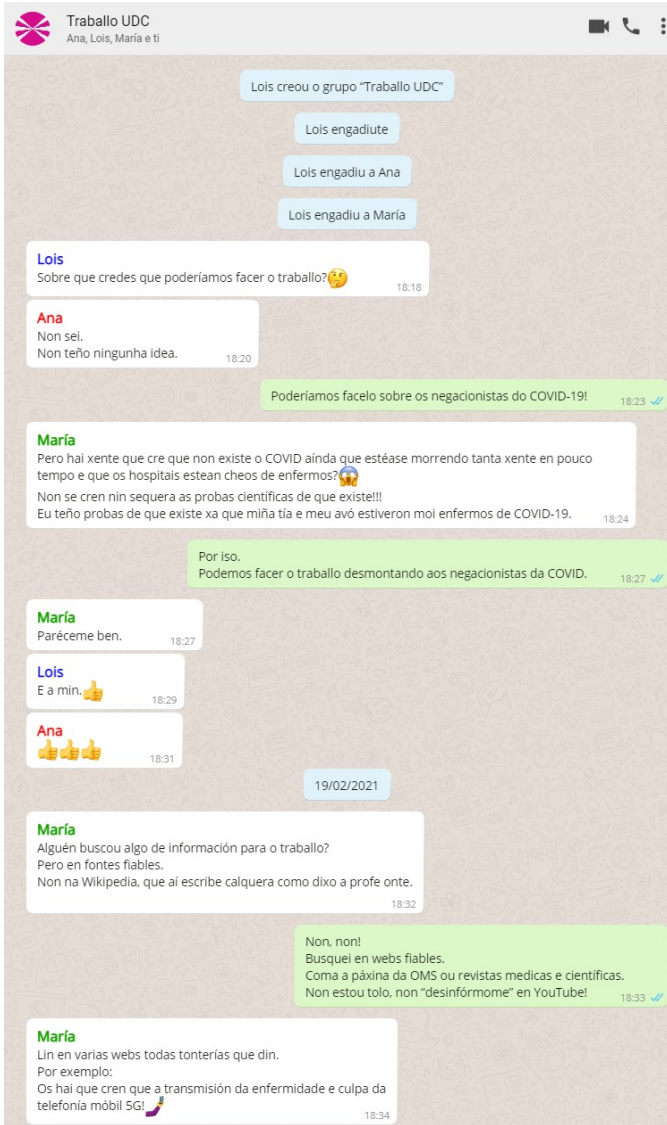 Traballo UDC
Ana, Lois, María e ti
Lois creou o grupo “Traballo UDC”
Lois engadiute
Lois engadiu a Ana
Lois engadiu a María
Lois
Sobre que credes que poderíamos facer o traballo?🤔
18:18
Ana
Non sei.
Non teño ningunha idea.
18:20
Poderíamos facelo sobre os negacionistas do COVID-19!
18:23
María
Pero hai xente que cre que non existe o COVID aínda que estéase morrendo tanta xente en pouco
tempo e que os hospitais estean cheos de enfermos?😱
Non se cren nin sequera as probas científicas de que existe!!!
Eu teño probas de que existe xa que miña tía e meu avó estiveron moi enfermos de COVID-19.
18:24
Por iso.
Podemos facer o traballo desmontando aos negacionistas da COVID.
18:27
María
Paréceme ben.
18:27
Lois
E a min.👍
18:29
Ana
👍👍👍
18:31
19/02/2021
María
Alguén buscou algo de información para o traballo?
Pero en fontes fiables.
Non na Wikipedia, que aí escribe calquera como dixo a profe onte.
18:32
Non, non!
Busquei en webs fiables.
Coma a páxina da OMS ou revistas medicas e científicas.
Non estou tolo, non “desinfórmome” en YouTube!
18:33
María
Lin en varias webs todas tonterías que din.
Por exemplo:
Os hai que cren que a transmisión da enfermidade e culpa da
telefonía móbil 5G!🤳
18:34